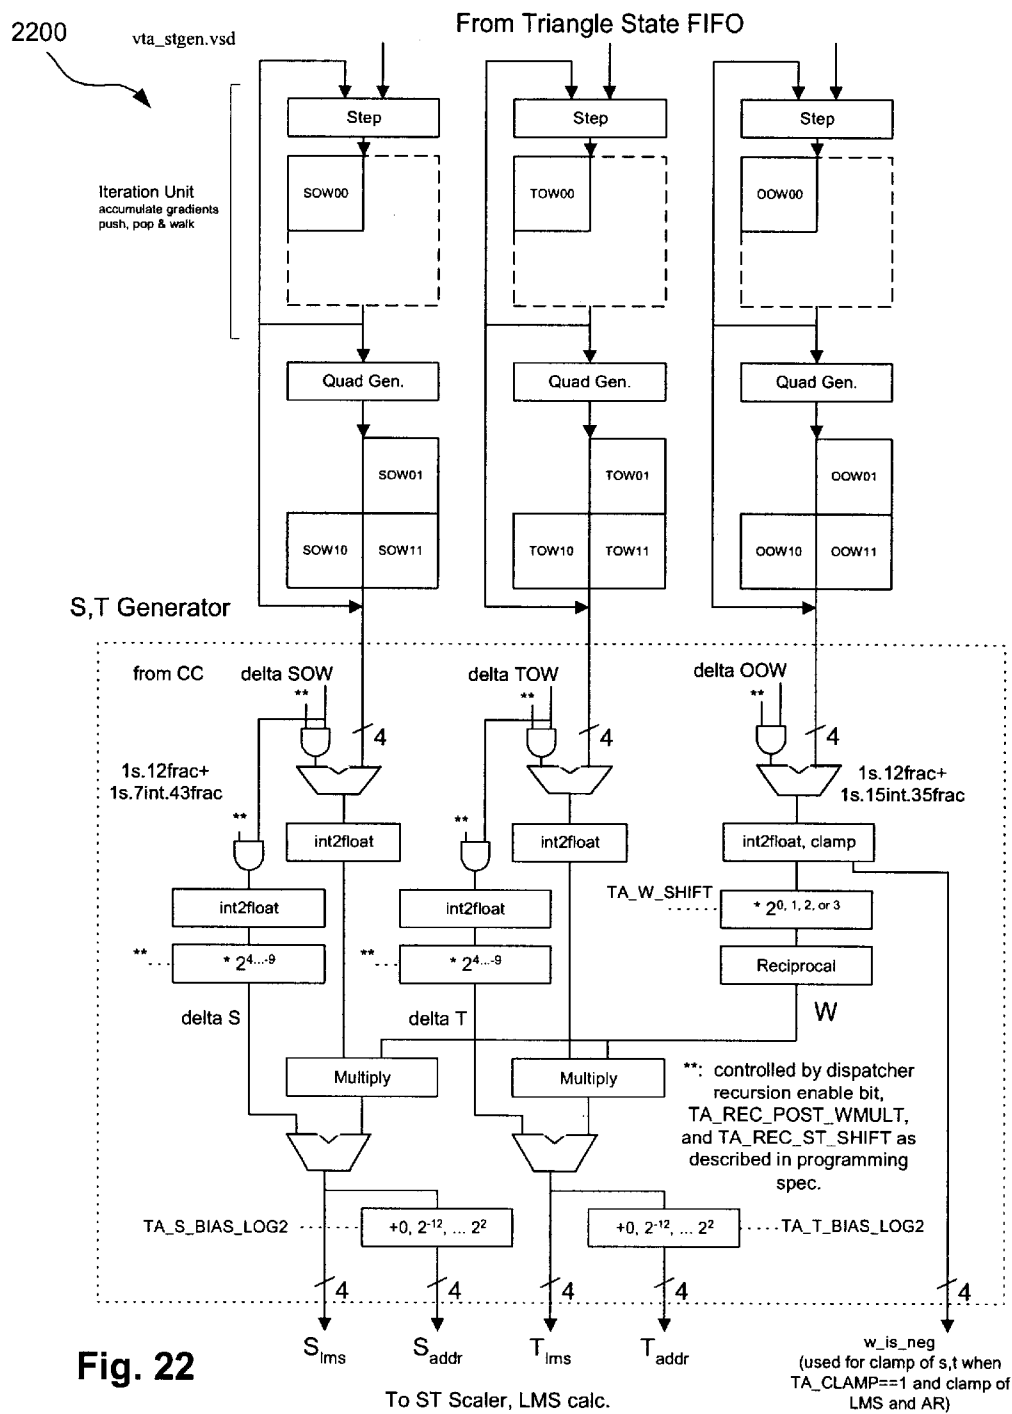 2200
vta_stgen.vsd
From Triangle State FIFO
Step
Step
Step
Iteration Unit
accumulate gradients
push, pop & walk
SOW00
TOW00
OOW00
Quad Gen.
Quad Gen.
Quad Gen.
SOW01
TOW01
OOW01
SOW10
SOW11
TOW10
TOW11
OOW10
OOW11
S,T Generator
from CC
delta SOW
delta TOW
delta OOW
**
**
**
4
4
4
1s.12frac+
1s.7int.43frac
1s.12frac+
1s.15int.35frac
**
**
int2float
int2float
int2float, clamp
int2float
int2float
TA_W_SHIFT
* 2^0, 1, 2, or 3
**
* 2^4...-9
**
* 2^4...-9
Reciprocal
delta S
delta T
W
Multiply
Multiply
**: controlled by dispatcher
recursion enable bit,
TA_REC_POST_WMULT,
and TA_REC_ST_SHIFT as
described in programming
spec.
TA_S_BIAS_LOG2
+0, 2^-12, ... 2^2
+0, 2^-12, ... 2^2
TA_T_BIAS_LOG2
4
4
4
4
4
S_lms
S_addr
T_lms
T_addr
w_is_neg
(used for clamp of s,t when
TA_CLAMP==1 and clamp of
LMS and AR)
Fig. 22
To ST Scaler, LMS calc.